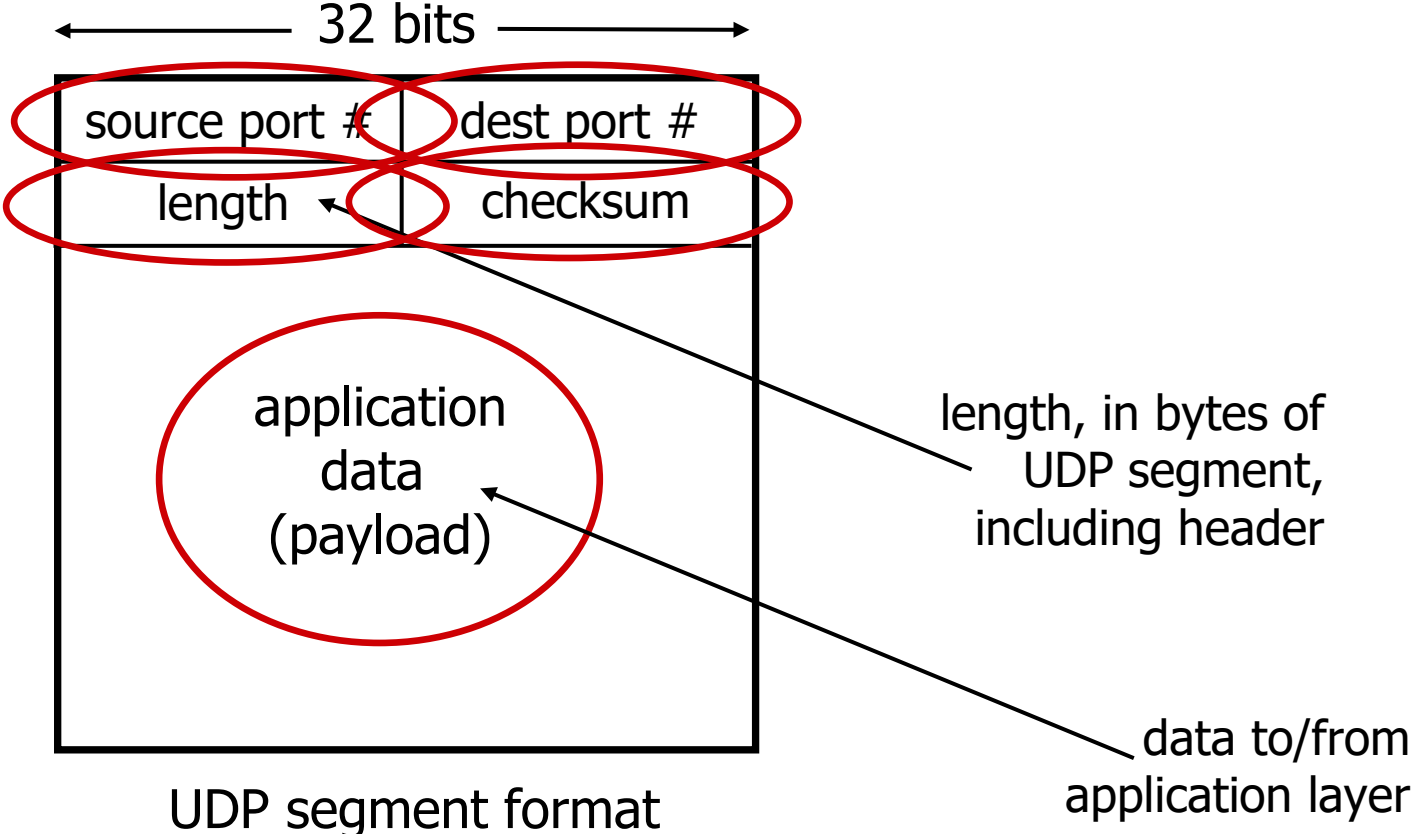 32 bits
source port # dest port #
length checksum
application
data
(payload)
length, in bytes of
UDP segment,
including header
data to/from
application layer
UDP segment format